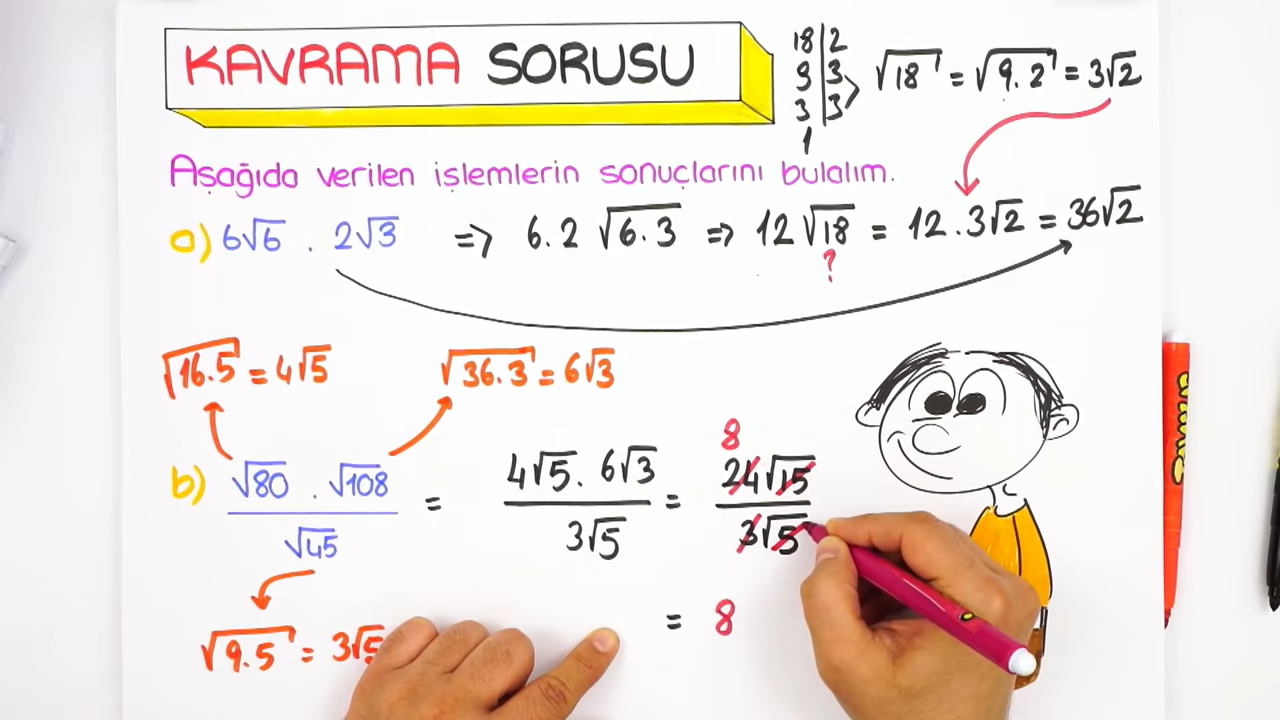 KAVRAMA SORUSU
18 | 2
9 | 3
3 | 3
1
√18 = √9.2 = 3√2
Aşağıda verilen işlemlerin sonuçlarını bulalım.
a) 6√6 . 2√3 => 6.2 √6.3 => 12√18 = 12.3√2 = 36√2
?
√16.5 = 4√5
√36.3 = 6√3
b) √80 . √108 / √45 = 4√5 . 6√3 / 3√5 = 24√15 / 3√5
8
= 8
√9.5 = 3√5